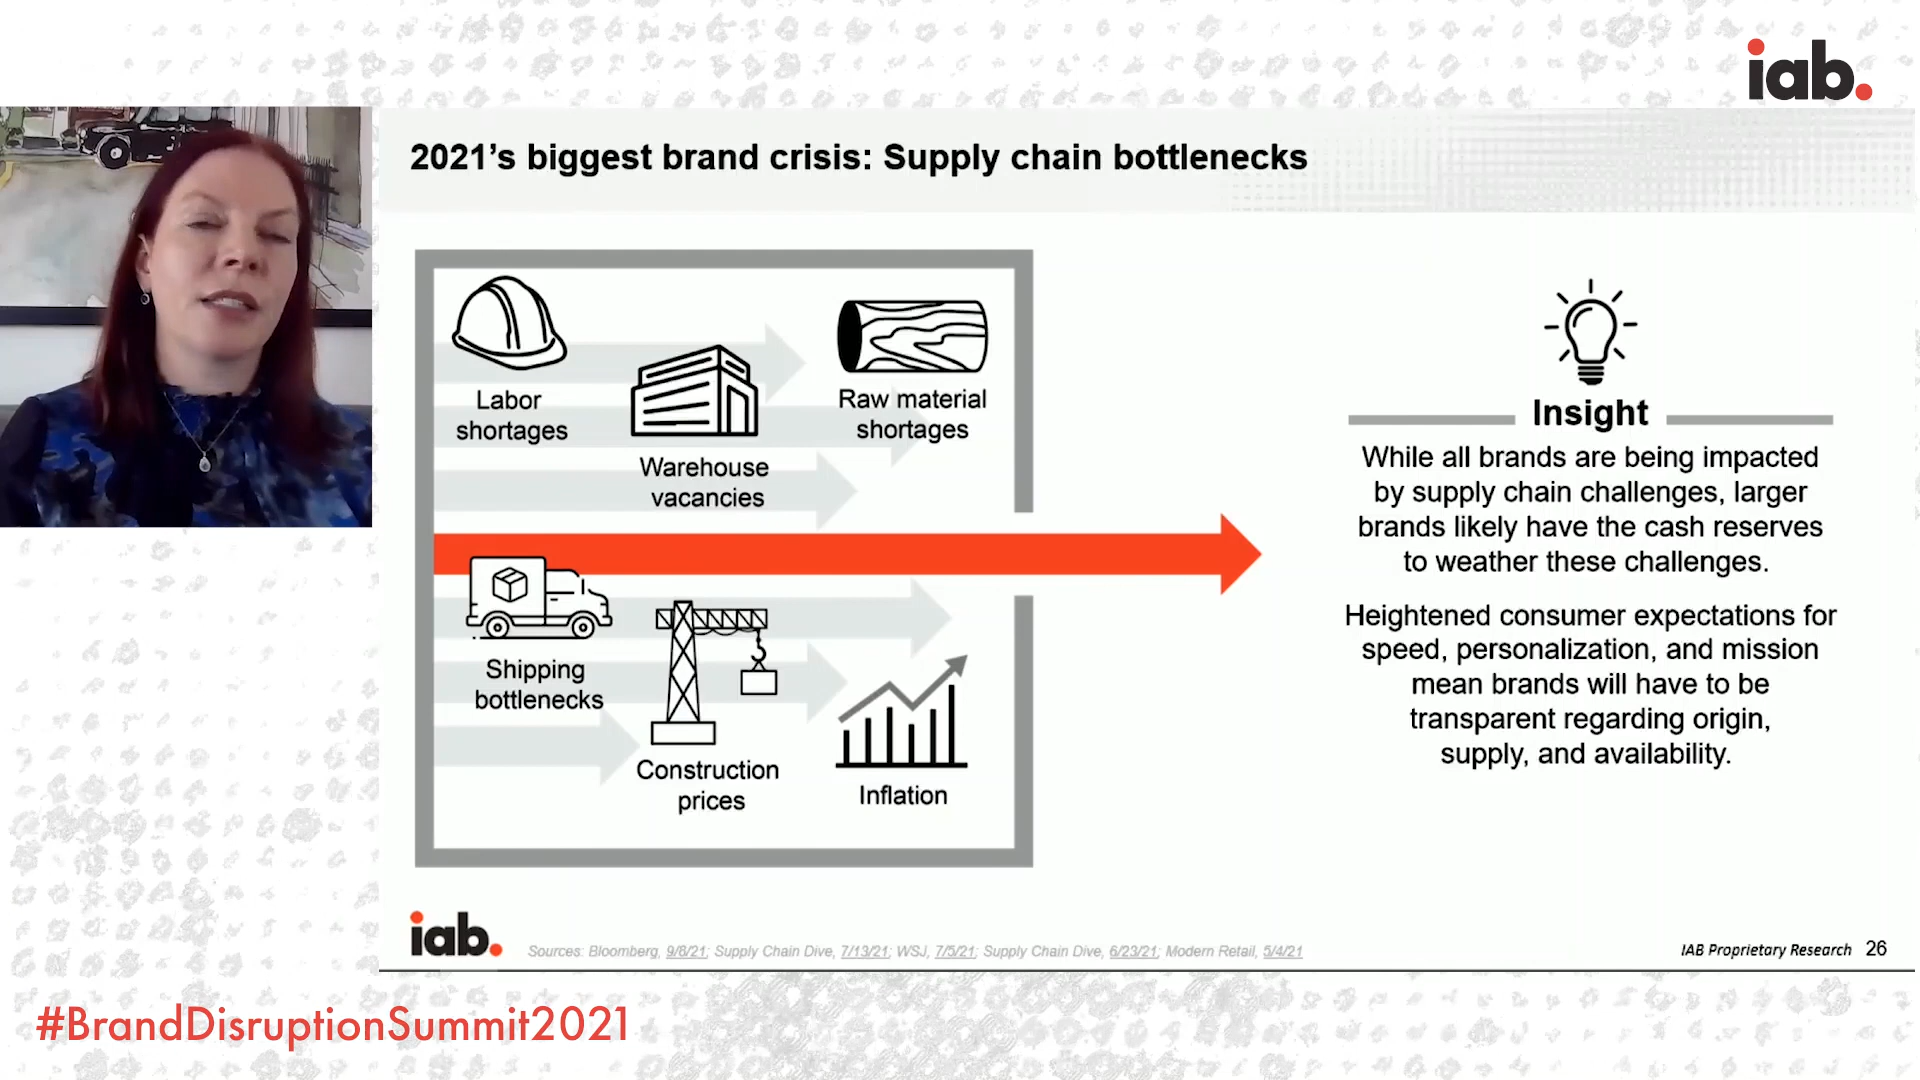 iab.
2021's biggest brand crisis: Supply chain bottlenecks
Labor
shortages
Warehouse
vacancies
Raw material
shortages
Shipping
bottlenecks
Construction
prices
Inflation
Insight
While all brands are being impacted
by supply chain challenges, larger
brands likely have the cash reserves
to weather these challenges.
Heightened consumer expectations for
speed, personalization, and mission
mean brands will have to be
transparent regarding origin,
supply, and availability.
iab.
Sources: Bloomberg, 9/8/21; Supply Chain Dive, 7/13/21; WSJ, 7/5/21; Supply Chain Dive, 6/23/21; Modern Retail, 5/4/21
IAB Proprietary Research 26
#BrandDisruptionSummit2021